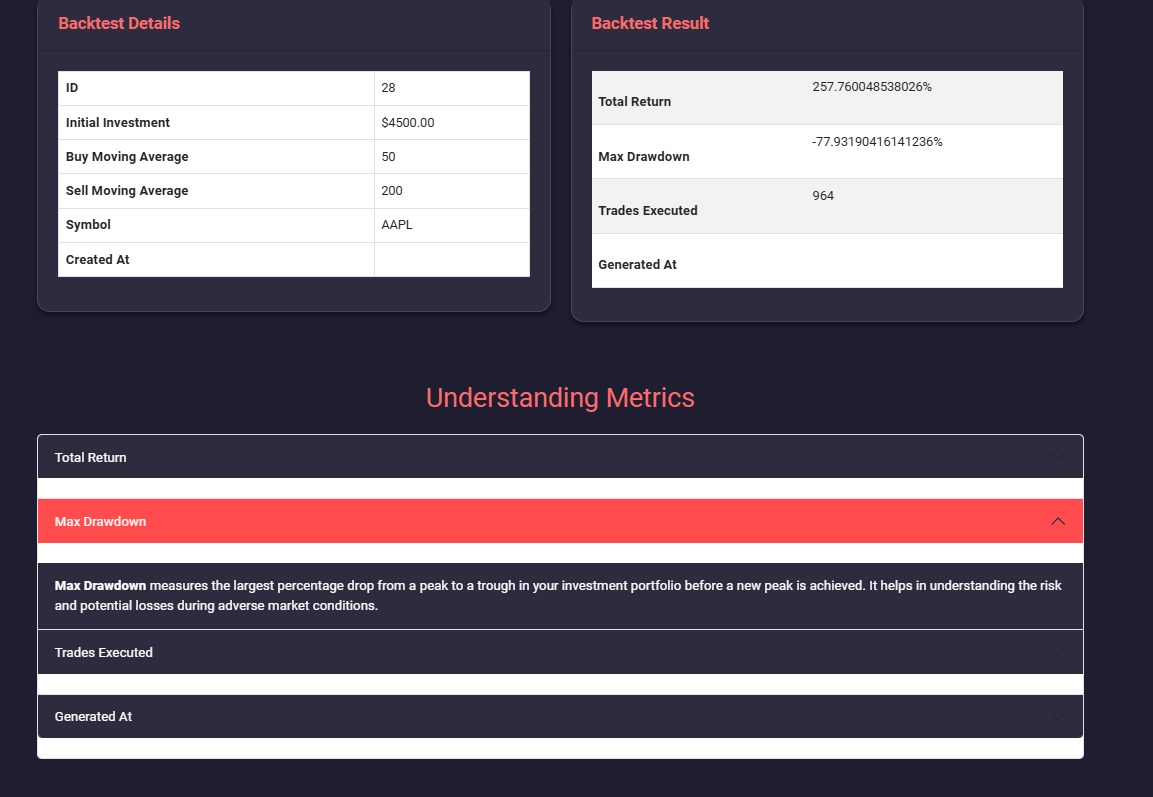 Backtest Details
ID 28
Initial Investment $4500.00
Buy Moving Average 50
Sell Moving Average 200
Symbol AAPL
Created At
Backtest Result
Total Return 257.760048538026%
Max Drawdown -77.93190416141236%
Trades Executed 964
Generated At
Understanding Metrics
Total Return
Max Drawdown
Max Drawdown measures the largest percentage drop from a peak to a trough in your investment portfolio before a new peak is achieved. It helps in understanding the risk
and potential losses during adverse market conditions.
Trades Executed
Generated At